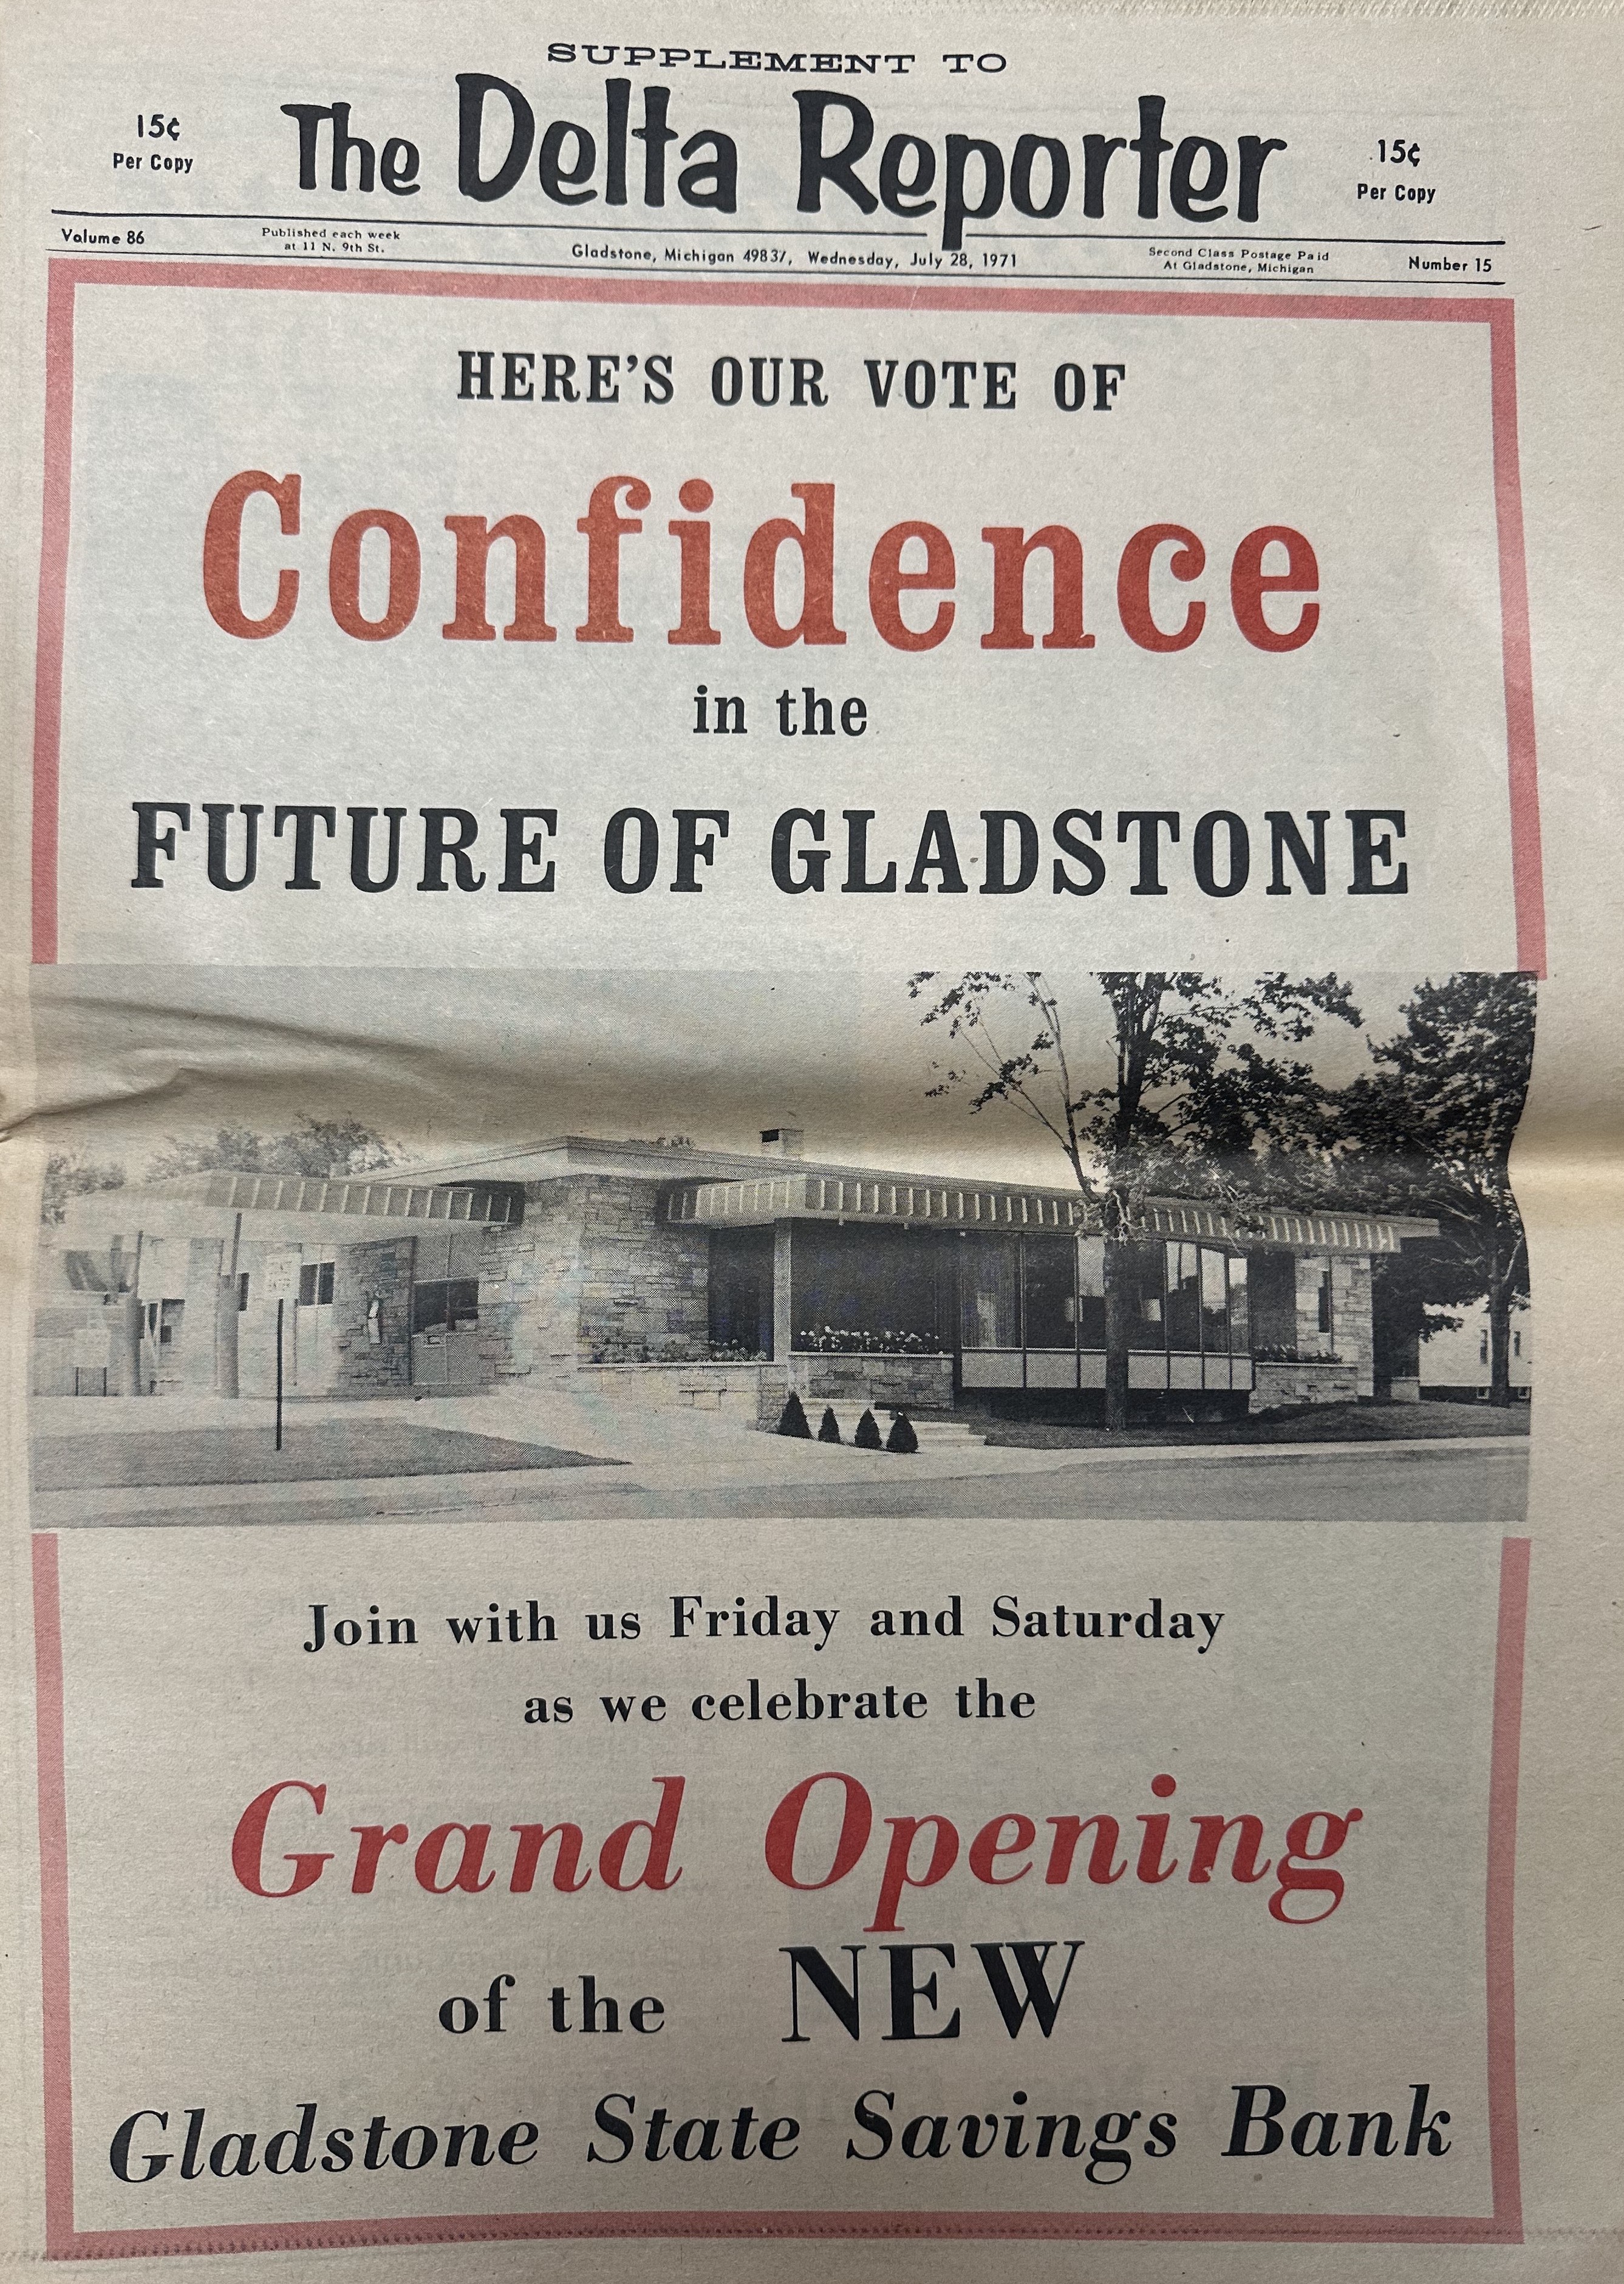 SUPPLEMENT TO
15¢
Per Copy
The Delta Reporter
15¢
Per Copy
Volume 86
Published each week
at 11 N. 9th St.
Gladstone, Michigan 49837, Wednesday, July 28, 1971
Second Class Postage Paid
At Gladstone, Michigan
Number 15
HERE'S OUR VOTE OF
Confidence
in the
FUTURE OF GLADSTONE
Join with us Friday and Saturday
as we celebrate the
Grand Opening
of the NEW
Gladstone State Savings Bank